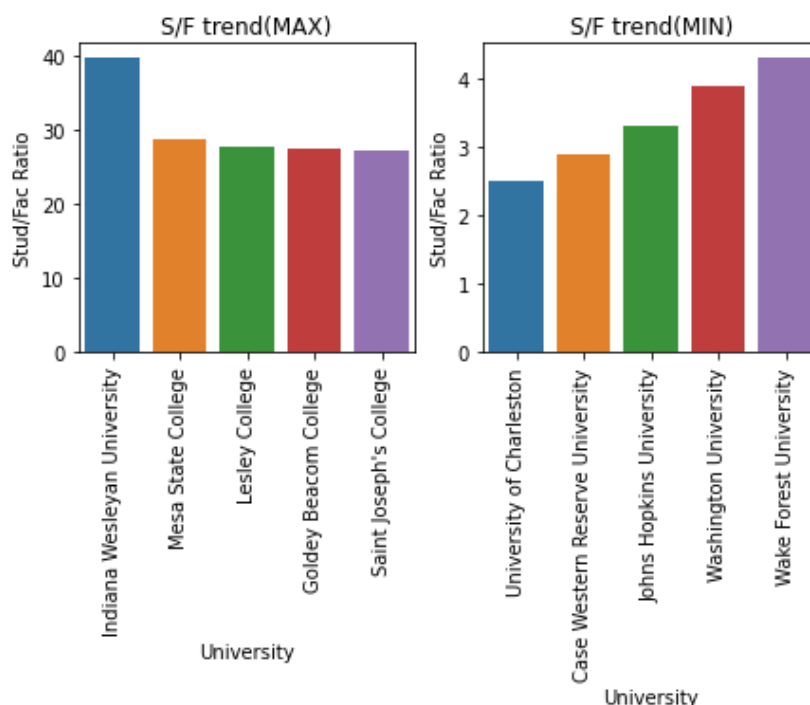 S/F trend(MAX)
Stud/Fac Ratio
40
30
20
10
0
Indiana Wesleyan University
Mesa State College
Lesley College
Goldey Beacom College
Saint Joseph's College
University
S/F trend(MIN)
Stud/Fac Ratio
4
3
2
1
0
University of Charleston
Case Western Reserve University
Johns Hopkins University
Washington University
Wake Forest University
University